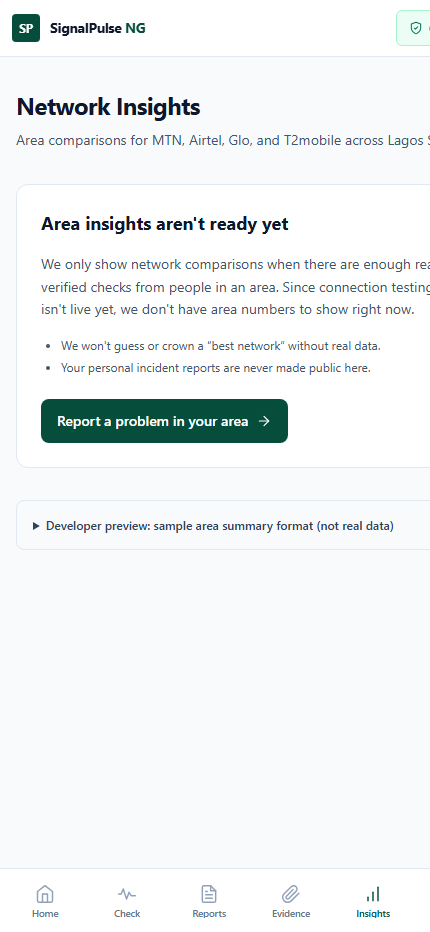 SP SignalPulse NG
Network Insights
Area comparisons for MTN, Airtel, Glo, and T2mobile across Lagos
Area insights aren't ready yet
We only show network comparisons when there are enough
verified checks from people in an area. Since connection testing
isn't live yet, we don't have area numbers to show right now.
• We won't guess or crown a “best network” without real data.
• Your personal incident reports are never made public here.
Report a problem in your area →
Developer preview: sample area summary format (not real data)
Home Check Reports Evidence Insights